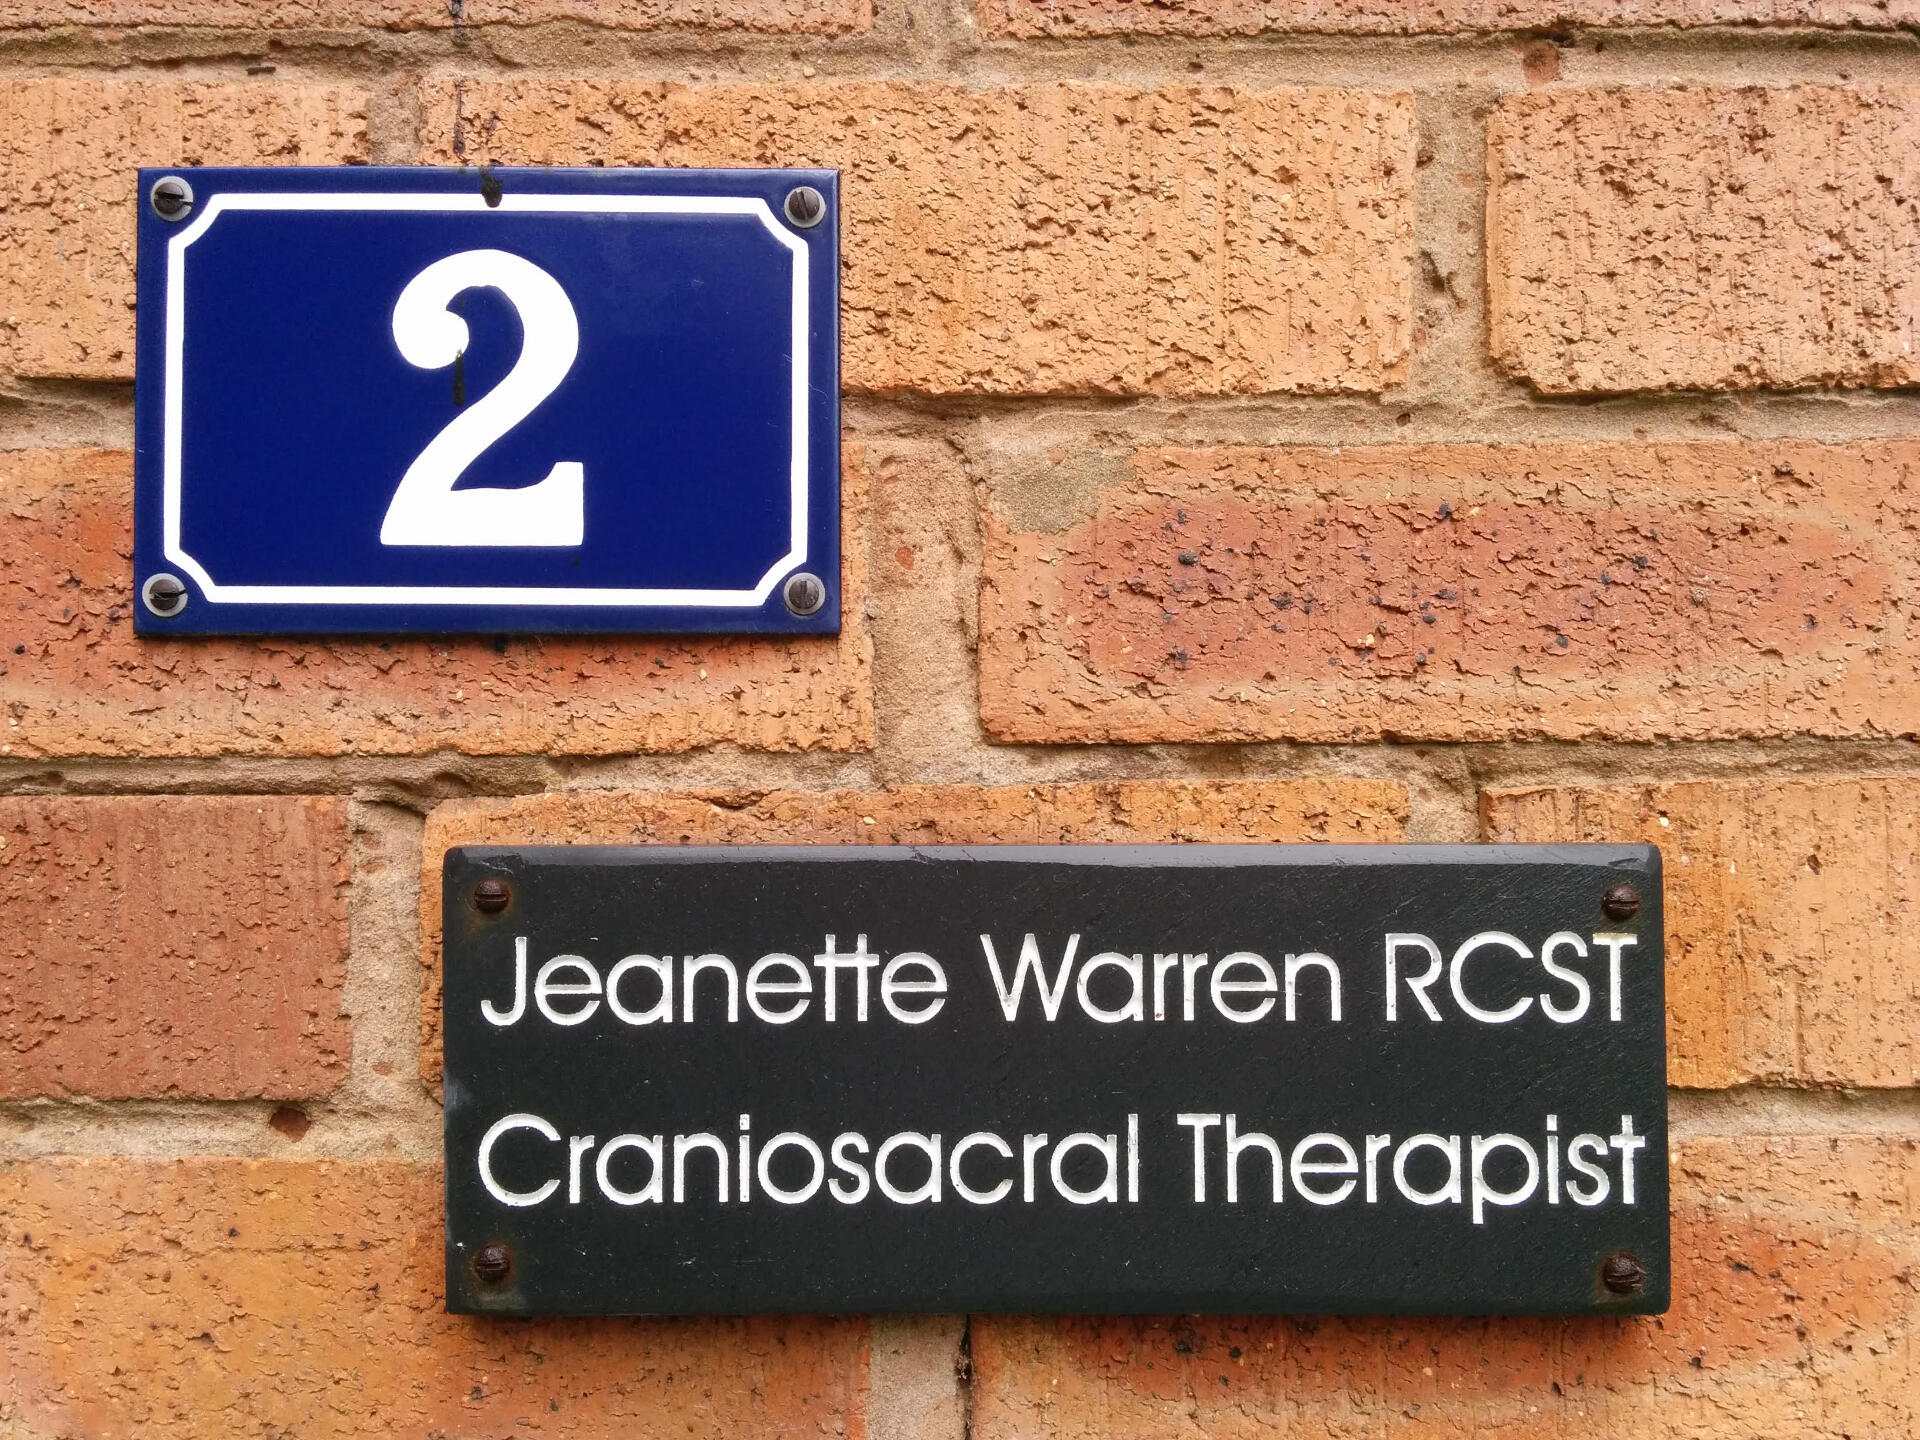 2
Jeanette Warren RCST
Craniosacral Therapist